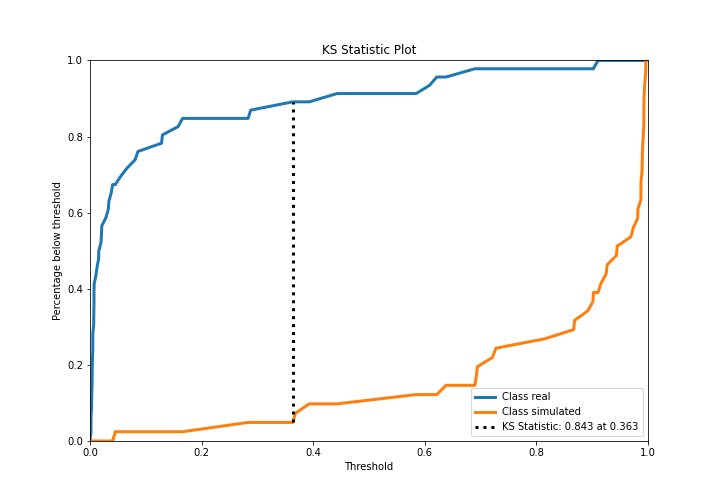 KS Statistic Plot
1.0
0.8
0.6
0.4
0.2
0.0
Percentage below threshold
0.0 0.2 0.4 0.6 0.8 1.0
Threshold
Class real
Class simulated
KS Statistic: 0.843 at 0.363